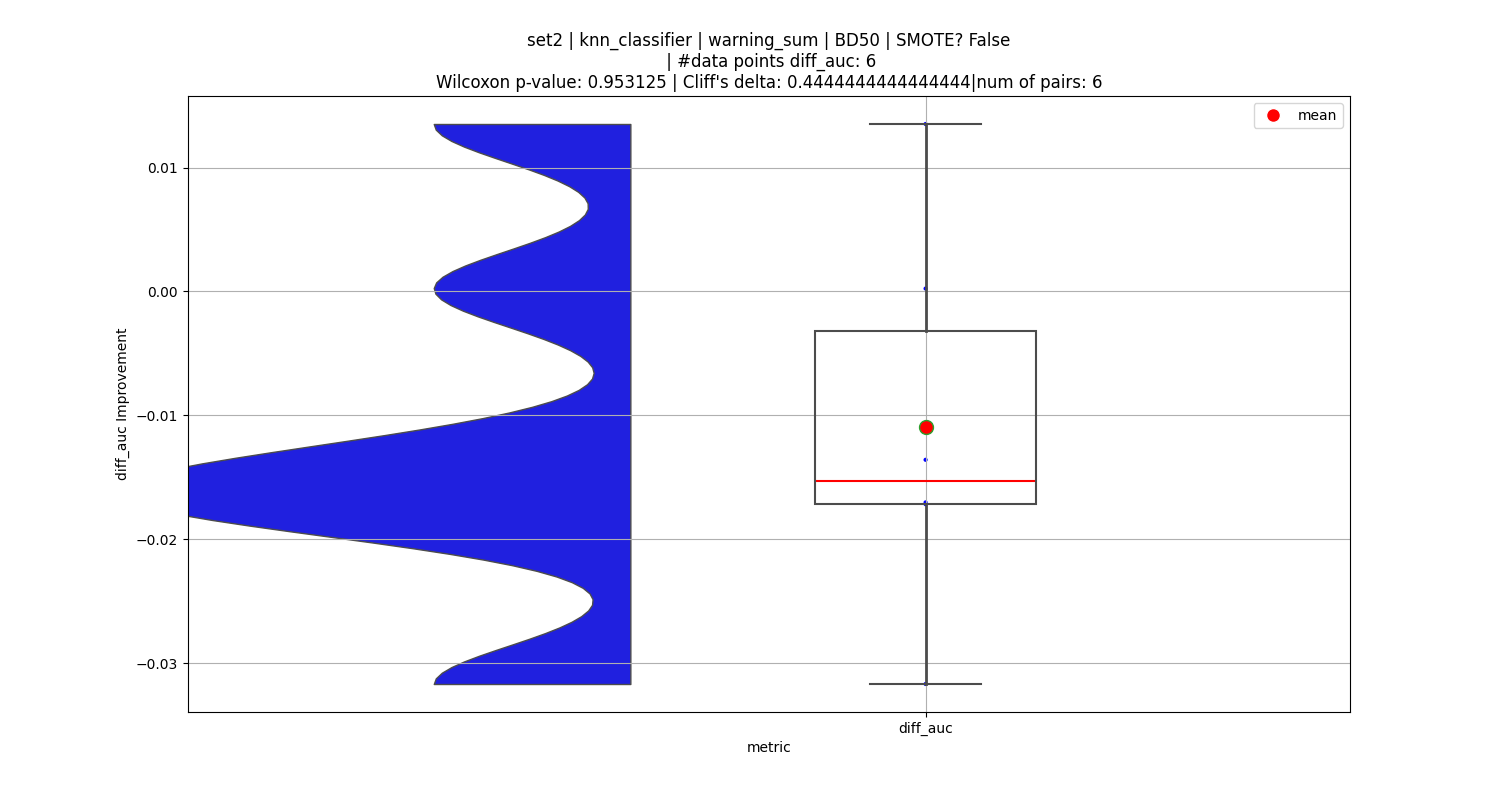 set2 | knn_classifier | warning_sum | BD50 | SMOTE? False
| #data points diff_auc: 6
Wilcoxon p-value: 0.953125 | Cliff's delta: 0.4444444444444444|num of pairs: 6
mean
0.01
0.00
−0.01
−0.02
−0.03
diff_auc Improvement
diff_auc
metric